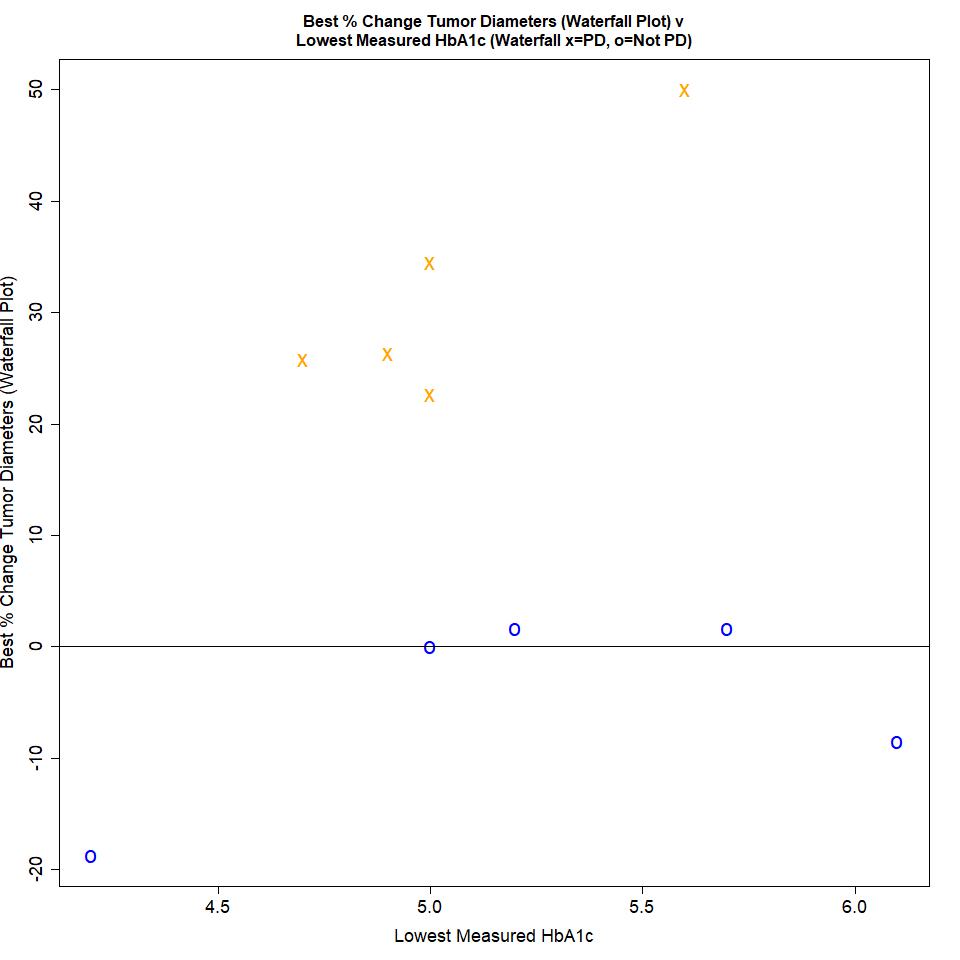 Best % Change Tumor Diameters (Waterfall Plot) v
Lowest Measured HbA1c (Waterfall x=PD, o=Not PD)
Best % Change Tumor Diameters (Waterfall Plot)
50
40
30
20
10
0
-10
-20
x
x
x
x
x
o
o
o
o
o
4.5
5.0
5.5
6.0
Lowest Measured HbA1c